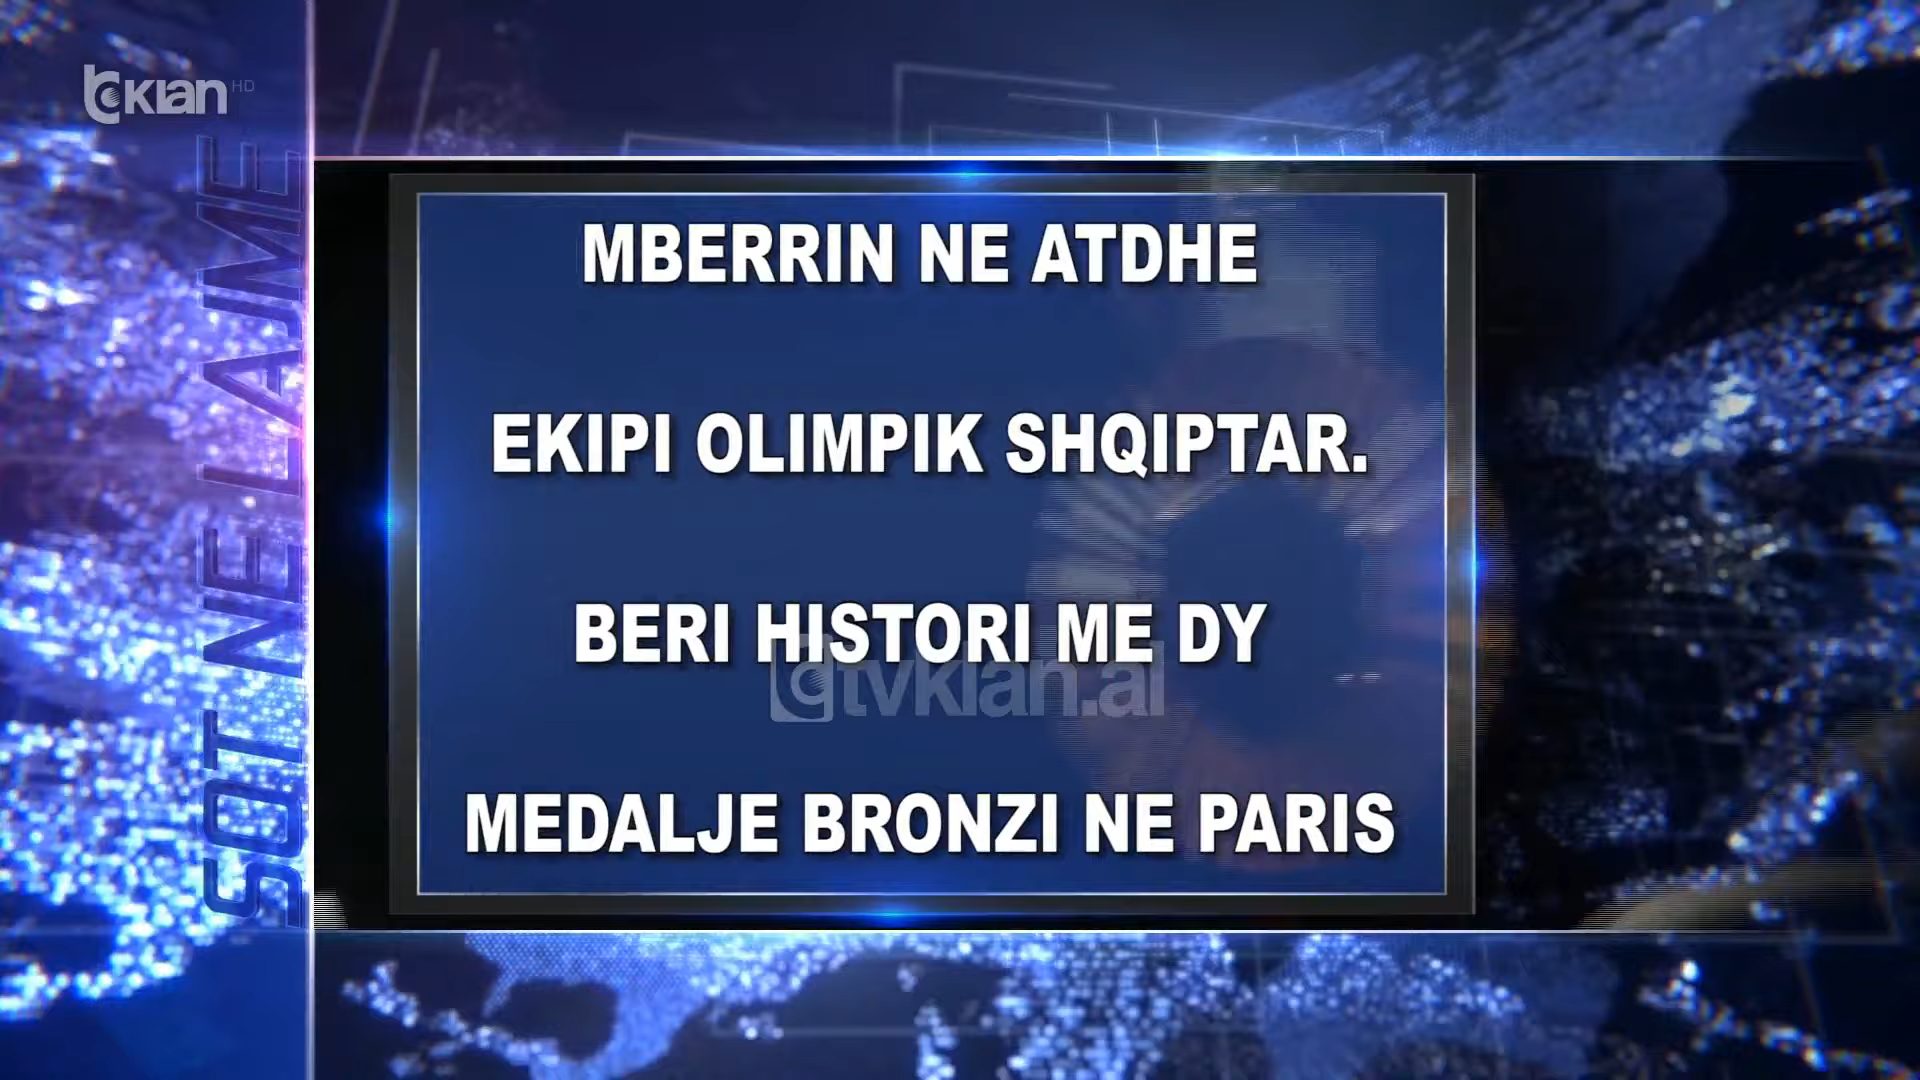 tvklan HD
SOT NE LAJME
MBERRIN NE ATDHE
EKIPI OLIMPIK SHQIPTAR.
BERI HISTORI ME DY
tvklan.al
MEDALJE BRONZI NE PARIS